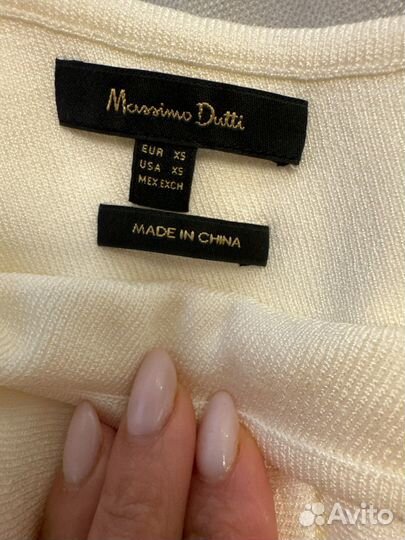 Massimo Dutti
EUR XS
USA XS
MEX EXCH
MADE IN CHINA
Avito